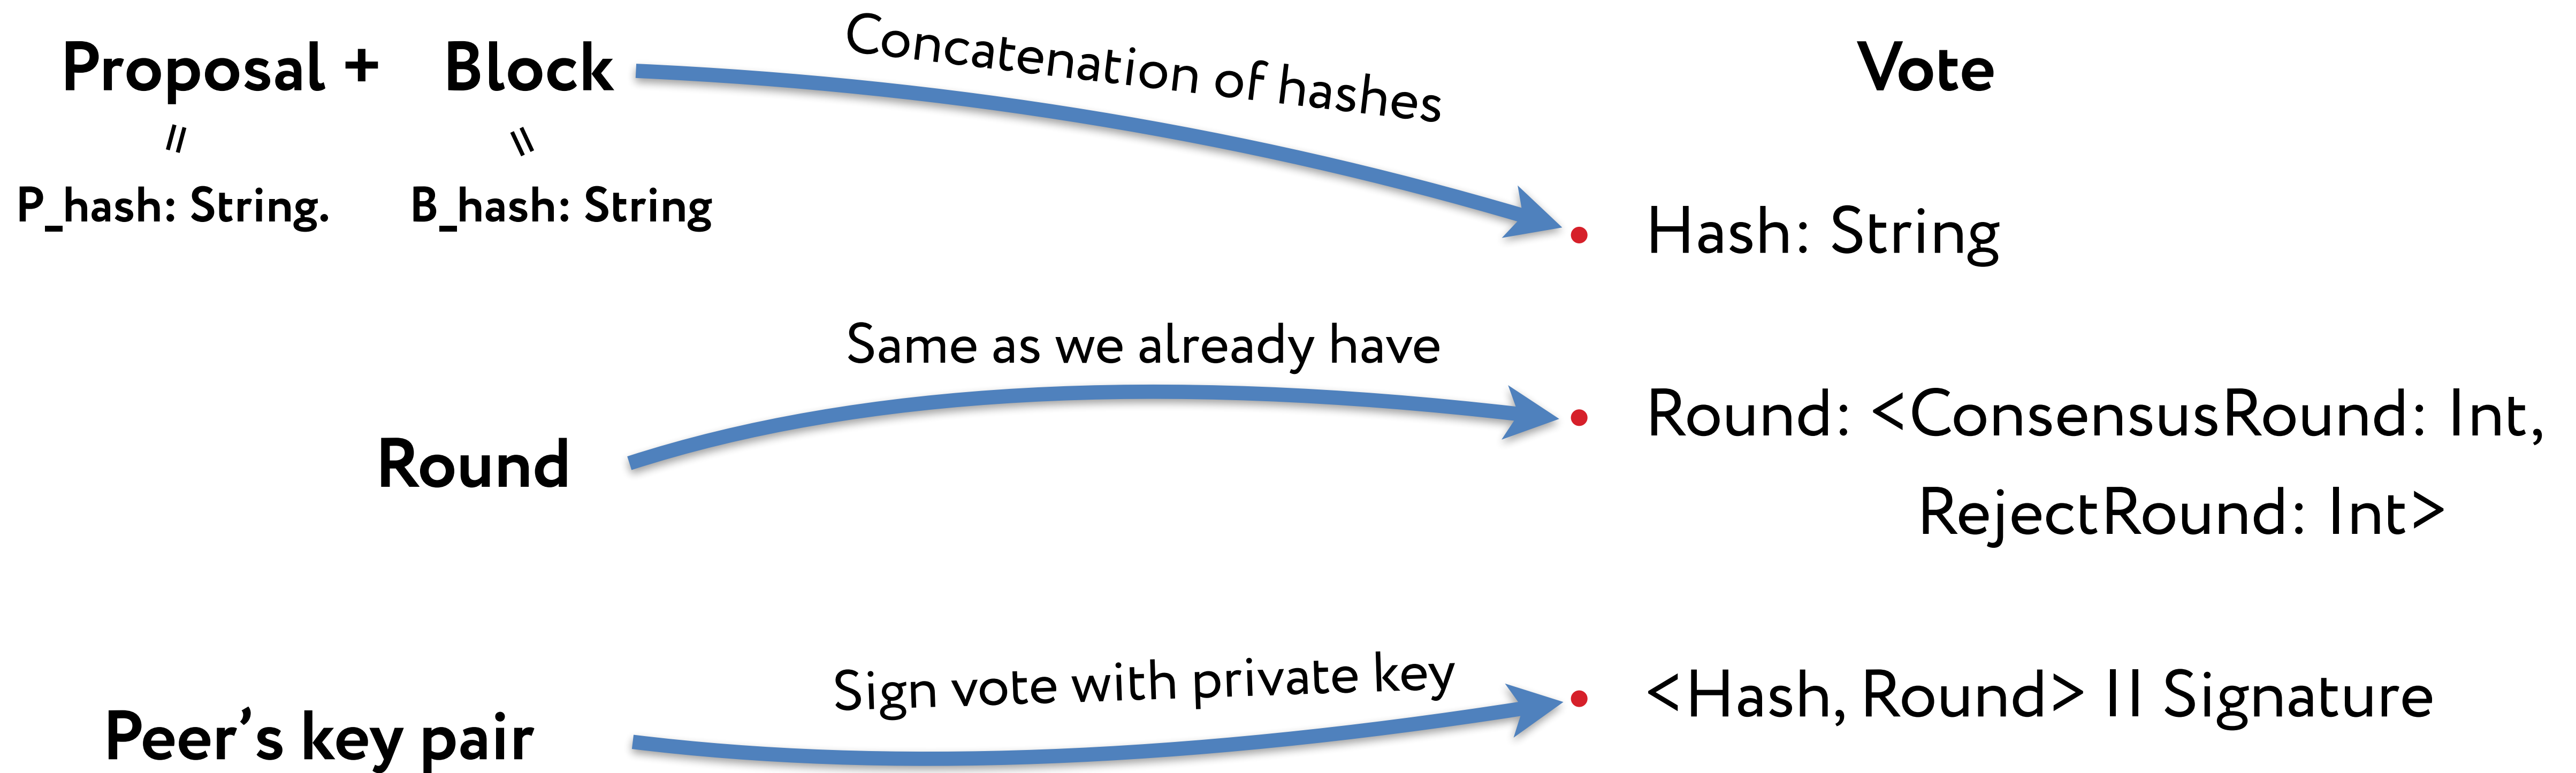 Proposal + Block
Concatenation of hashes
Vote
=
=
P_hash: String.
B_hash: String
Hash: String
Same as we already have
Round
Round: <ConsensusRound: Int,
RejectRound: Int>
Peer’s key pair
Sign vote with private key
<Hash, Round> || Signature